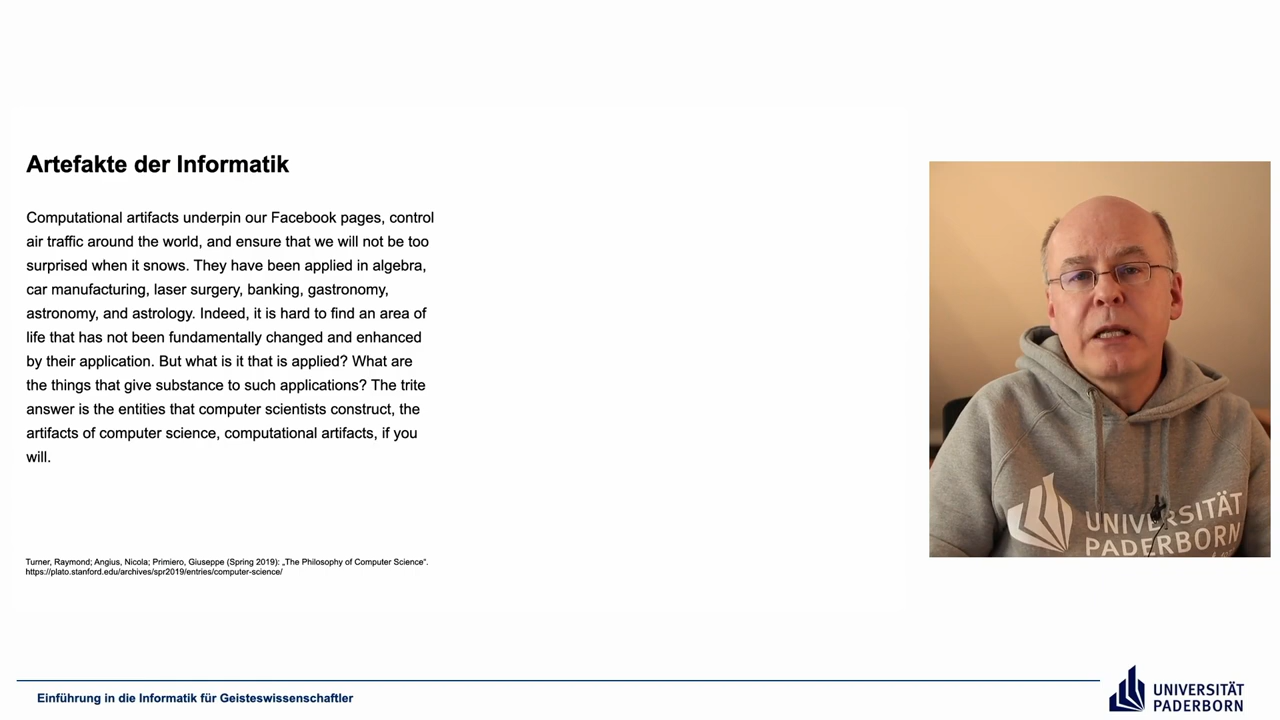 Artefakte der Informatik
Computational artifacts underpin our Facebook pages, control
air traffic around the world, and ensure that we will not be too
surprised when it snows. They have been applied in algebra,
car manufacturing, laser surgery, banking, gastronomy,
astronomy, and astrology. Indeed, it is hard to find an area of
life that has not been fundamentally changed and enhanced
by their application. But what is it that is applied? What are
the things that give substance to such applications? The trite
answer is the entities that computer scientists construct, the
artifacts of computer science, computational artifacts, if you
will.
Turner, Raymond; Angius, Nicola; Primiero, Giuseppe (Spring 2019): „The Philosophy of Computer Science“.
https://plato.stanford.edu/archives/spr2019/entries/computer-science/
UNIVERSITÄT
PADERBORN
Einführung in die Informatik für Geisteswissenschaftler
UNIVERSITÄT
PADERBORN